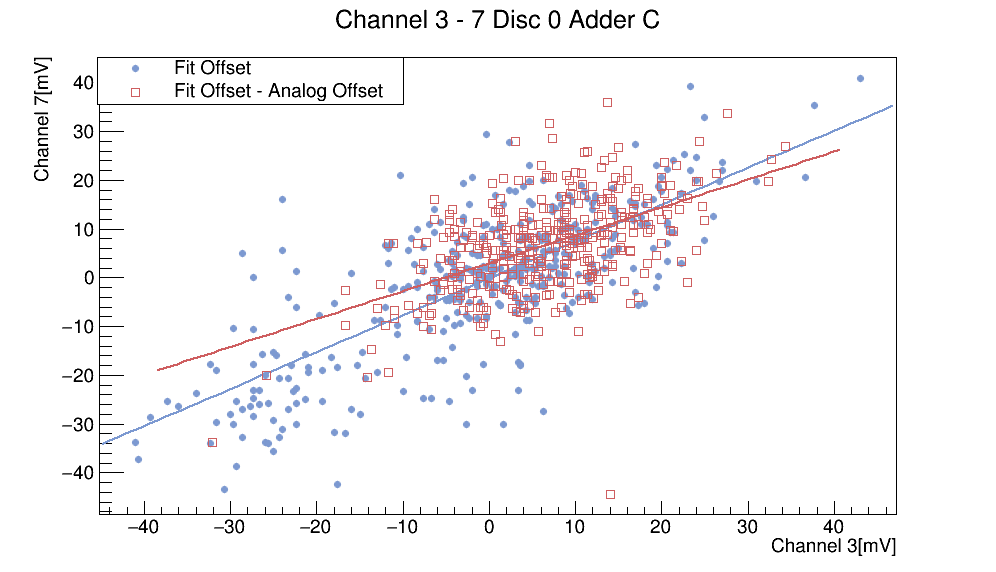 Channel 3 - 7 Disc 0 Adder C
Channel 7[mV]
Fit Offset
Fit Offset - Analog Offset
40
30
20
10
0
−10
−20
−30
−40
−40 −30 −20 −10 0 10 20 30 40
Channel 3[mV]